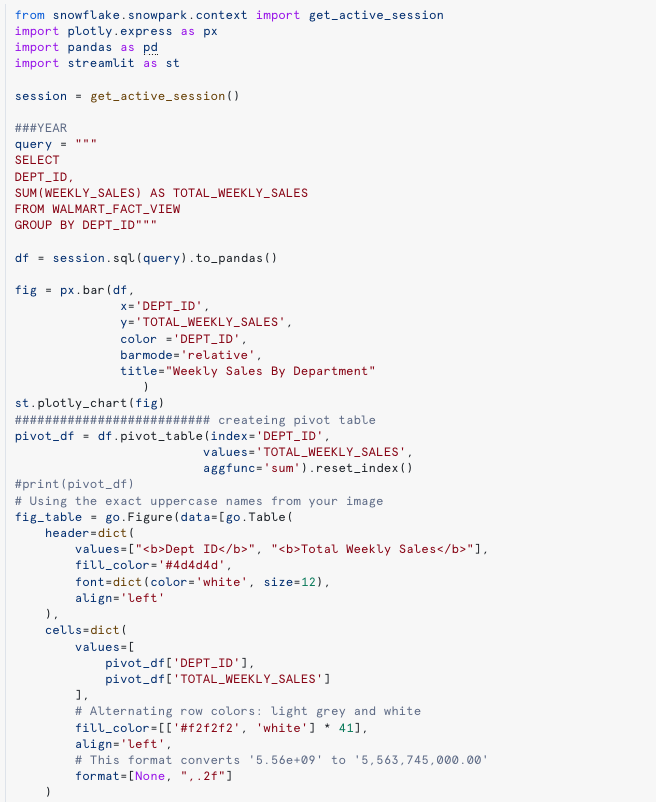 from snowflake.snowpark.context import get_active_session
import plotly.express as px
import pandas as pd
import streamlit as st

session = get_active_session()

###YEAR
query = """
SELECT
DEPT_ID,
SUM(WEEKLY_SALES) AS TOTAL_WEEKLY_SALES
FROM WALMART_FACT_VIEW
GROUP BY DEPT_ID"""

df = session.sql(query).to_pandas()

fig = px.bar(df,
              x='DEPT_ID',
              y='TOTAL_WEEKLY_SALES',
              color ='DEPT_ID',
              barmode='relative',
              title="Weekly Sales By Department"
                 )
st.plotly_chart(fig)
########################## createing pivot table
pivot_df = df.pivot_table(index='DEPT_ID',
                         values='TOTAL_WEEKLY_SALES',
                         aggfunc='sum').reset_index()
#print(pivot_df)
# Using the exact uppercase names from your image
fig_table = go.Figure(data=[go.Table(
    header=dict(
        values=["<b>Dept ID</b>", "<b>Total Weekly Sales</b>"],
        fill_color='#4d4d4d',
        font=dict(color='white', size=12),
        align='left'
    ),
    cells=dict(
        values=[
            pivot_df['DEPT_ID'],
            pivot_df['TOTAL_WEEKLY_SALES']
        ],
        # Alternating row colors: light grey and white
        fill_color=[['#f2f2f2', 'white'] * 41],
        align='left',
        # This format converts '5.56e+09' to '5,563,745,000.00'
        format=[None, ",.2f"]
    )